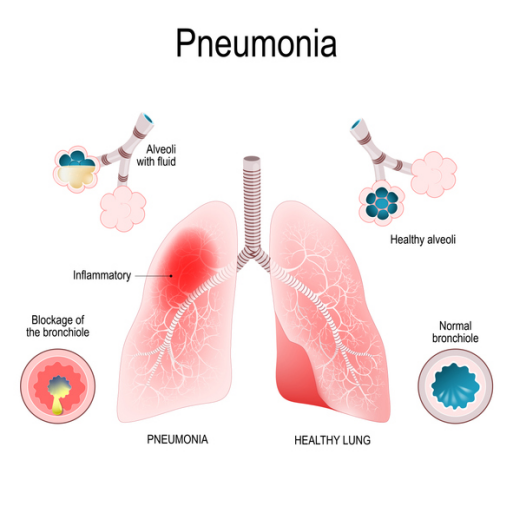 Pneumonia
Alveoli
with fluid
Healthy alveoli
Inflammatory
Blockage of
the bronchiole
Normal
bronchiole
PNEUMONIA
HEALTHY LUNG